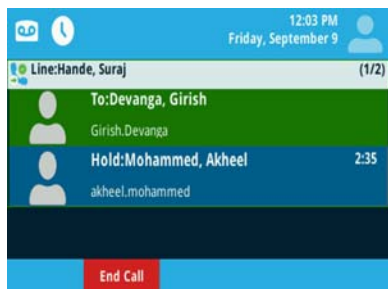 12:03 PM
Friday, September 9
Line:Hande, Suraj (1/2)
To:Devanga, Girish
Girish.Devanga
Hold:Mohammed, Akheel 2:35
akheel.mohammed
End Call